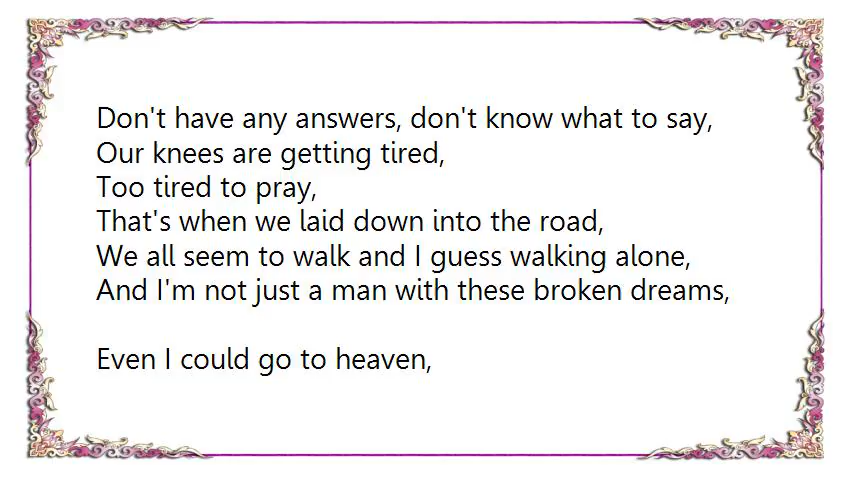 Don't have any answers, don't know what to say,
Our knees are getting tired,
Too tired to pray,
That's when we laid down into the road,
We all seem to walk and I guess walking alone,
And I'm not just a man with these broken dreams,
Even I could go to heaven,